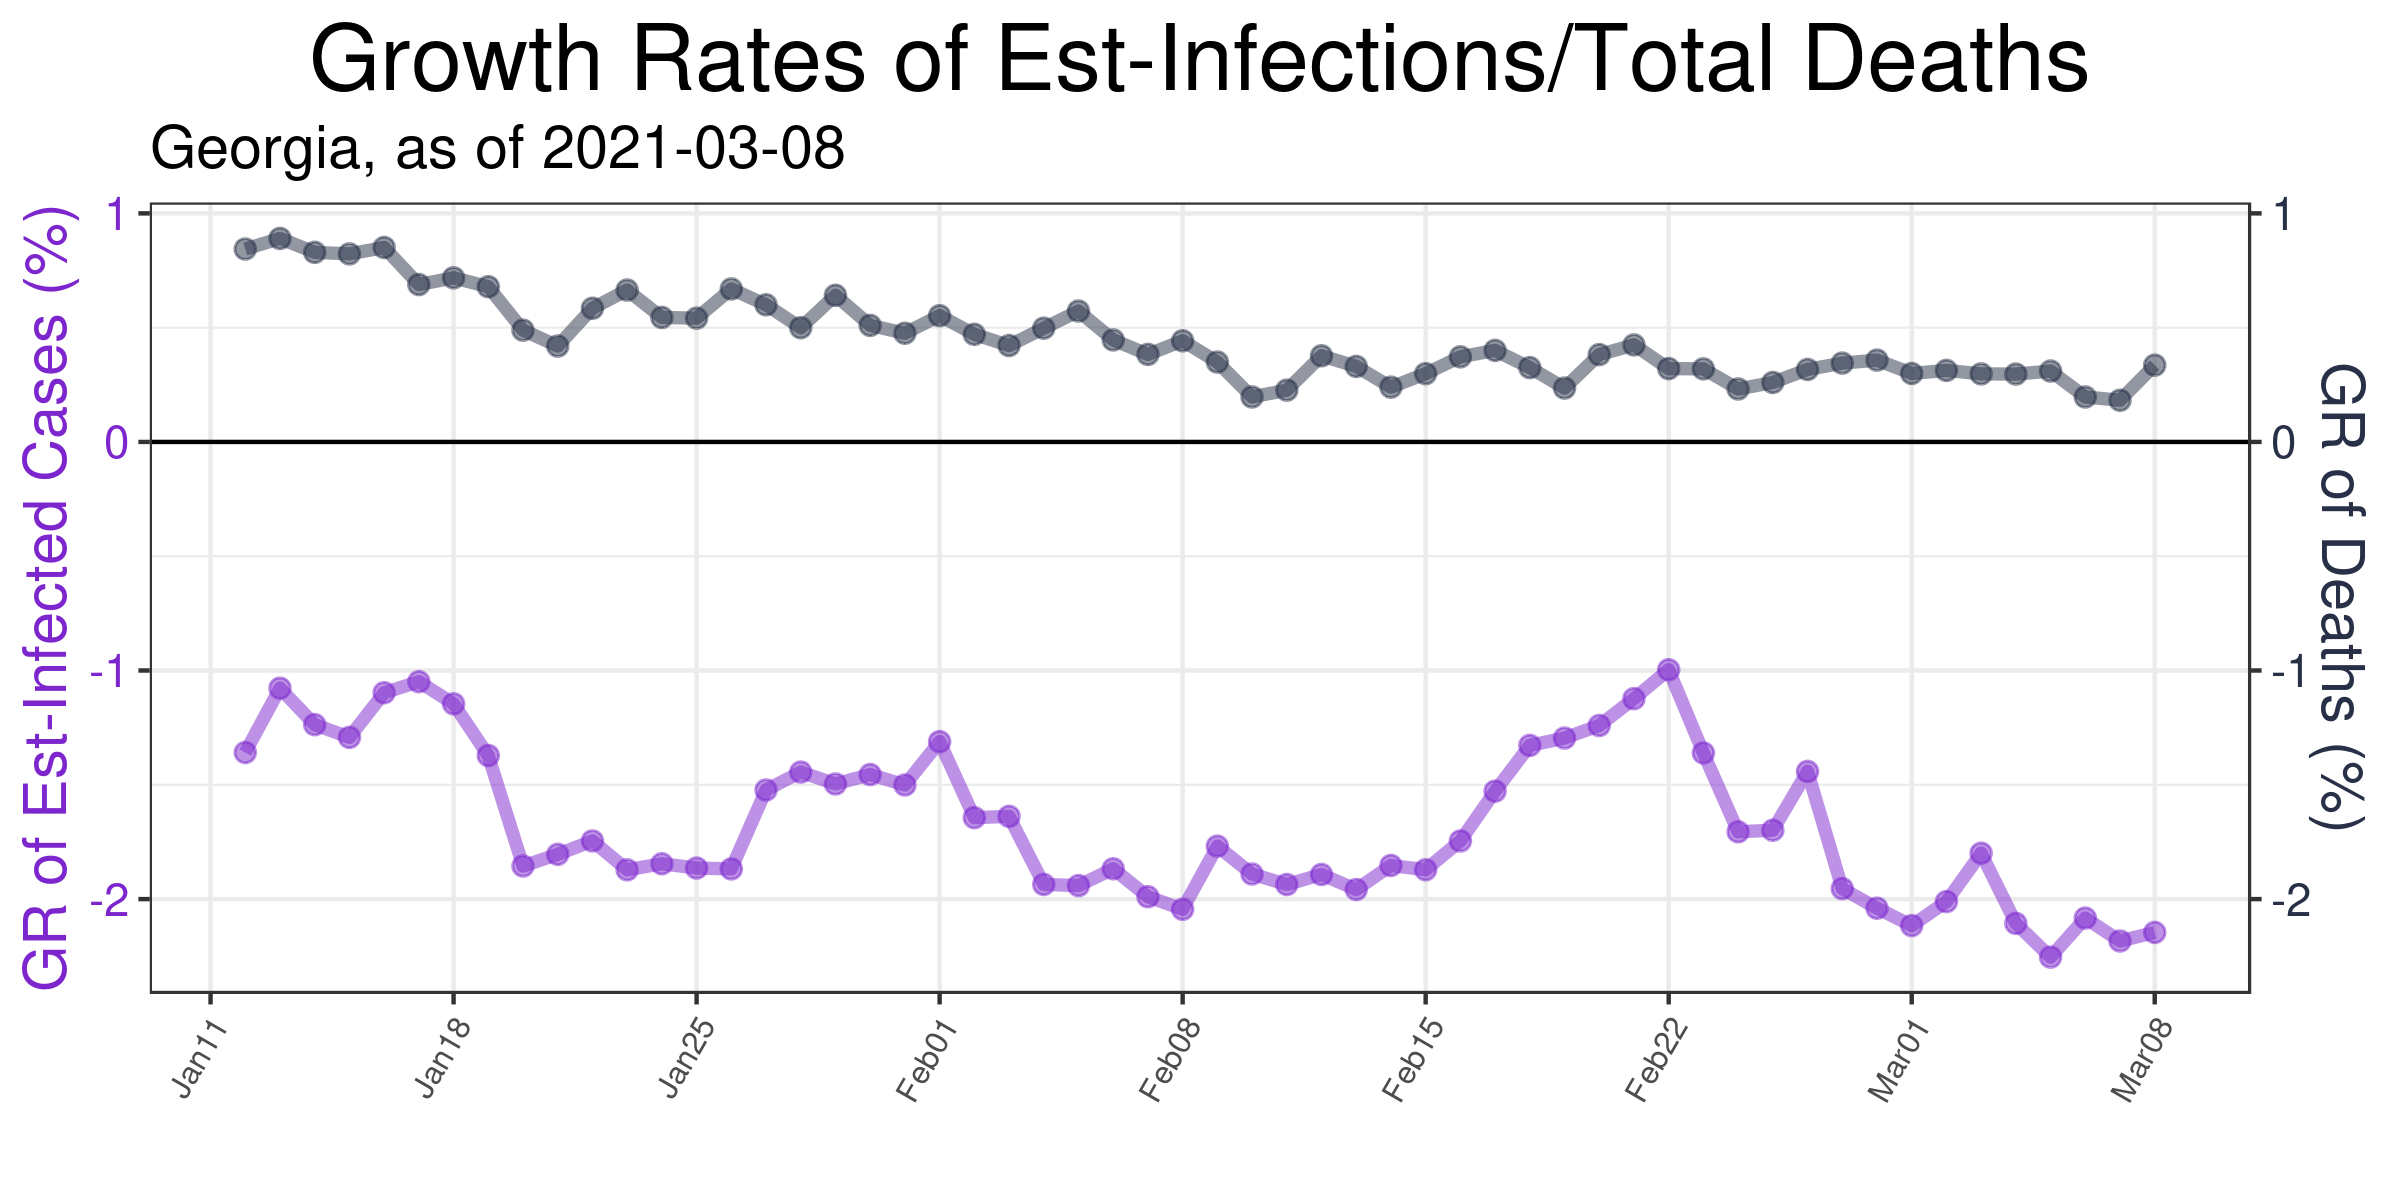 Growth Rates of Est-Infections/Total Deaths
Georgia, as of 2021-03-08
GR of Est-Infected Cases (%)
1
0
-1
-2
1
0
-1
-2
GR of Deaths (%)
Jan11
Jan18
Jan25
Feb01
Feb08
Feb15
Feb22
Mar01
Mar08